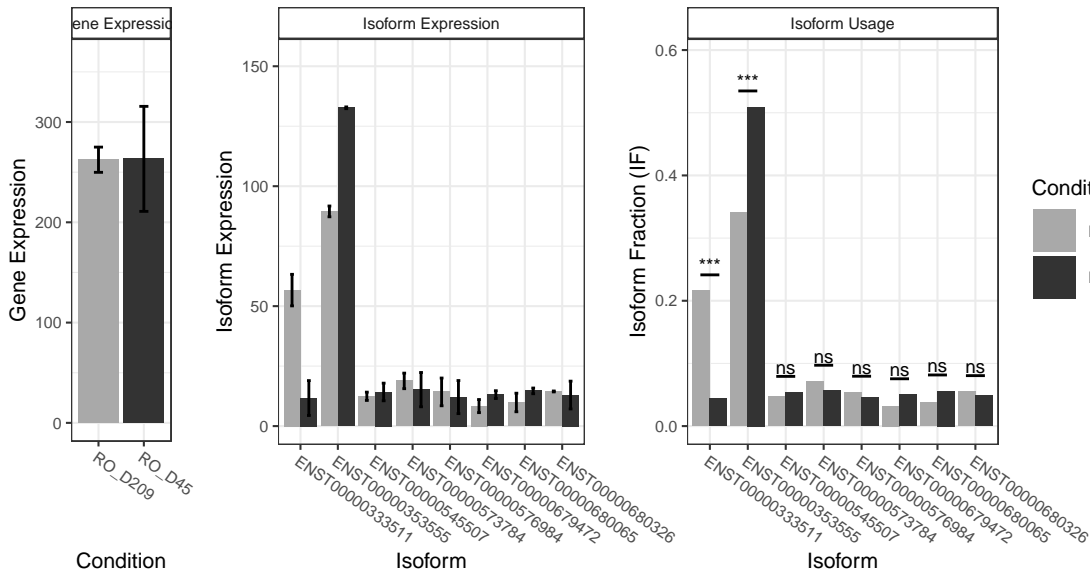 ene Expressio
Isoform Expression
Isoform Usage
Gene Expression
300
200
100
0
RO_D209
RO_D45
Condition
Isoform Expression
150
100
50
0
ENST00000333511
ENST00000353555
ENST00000545507
ENST00000573784
ENST00000576984
ENST00000679472
ENST00000680065
ENST00000680326
Isoform
Isoform Fraction (IF)
0.6
0.4
0.2
0.0
***
***
ns
ns
ns
ns
ns
ns
ENST00000333511
ENST00000353555
ENST00000545507
ENST00000573784
ENST00000576984
ENST00000679472
ENST00000680065
ENST00000680326
Isoform
Condit